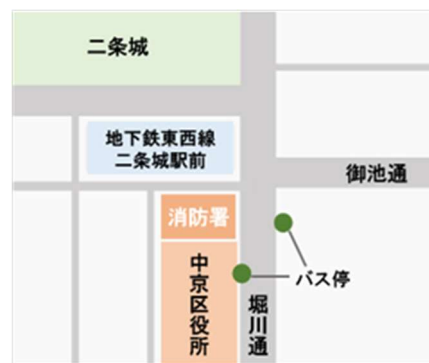 二条城
地下鉄東西線
二条城駅前
御池通
消防署
バス停
中京区役所
堀川通